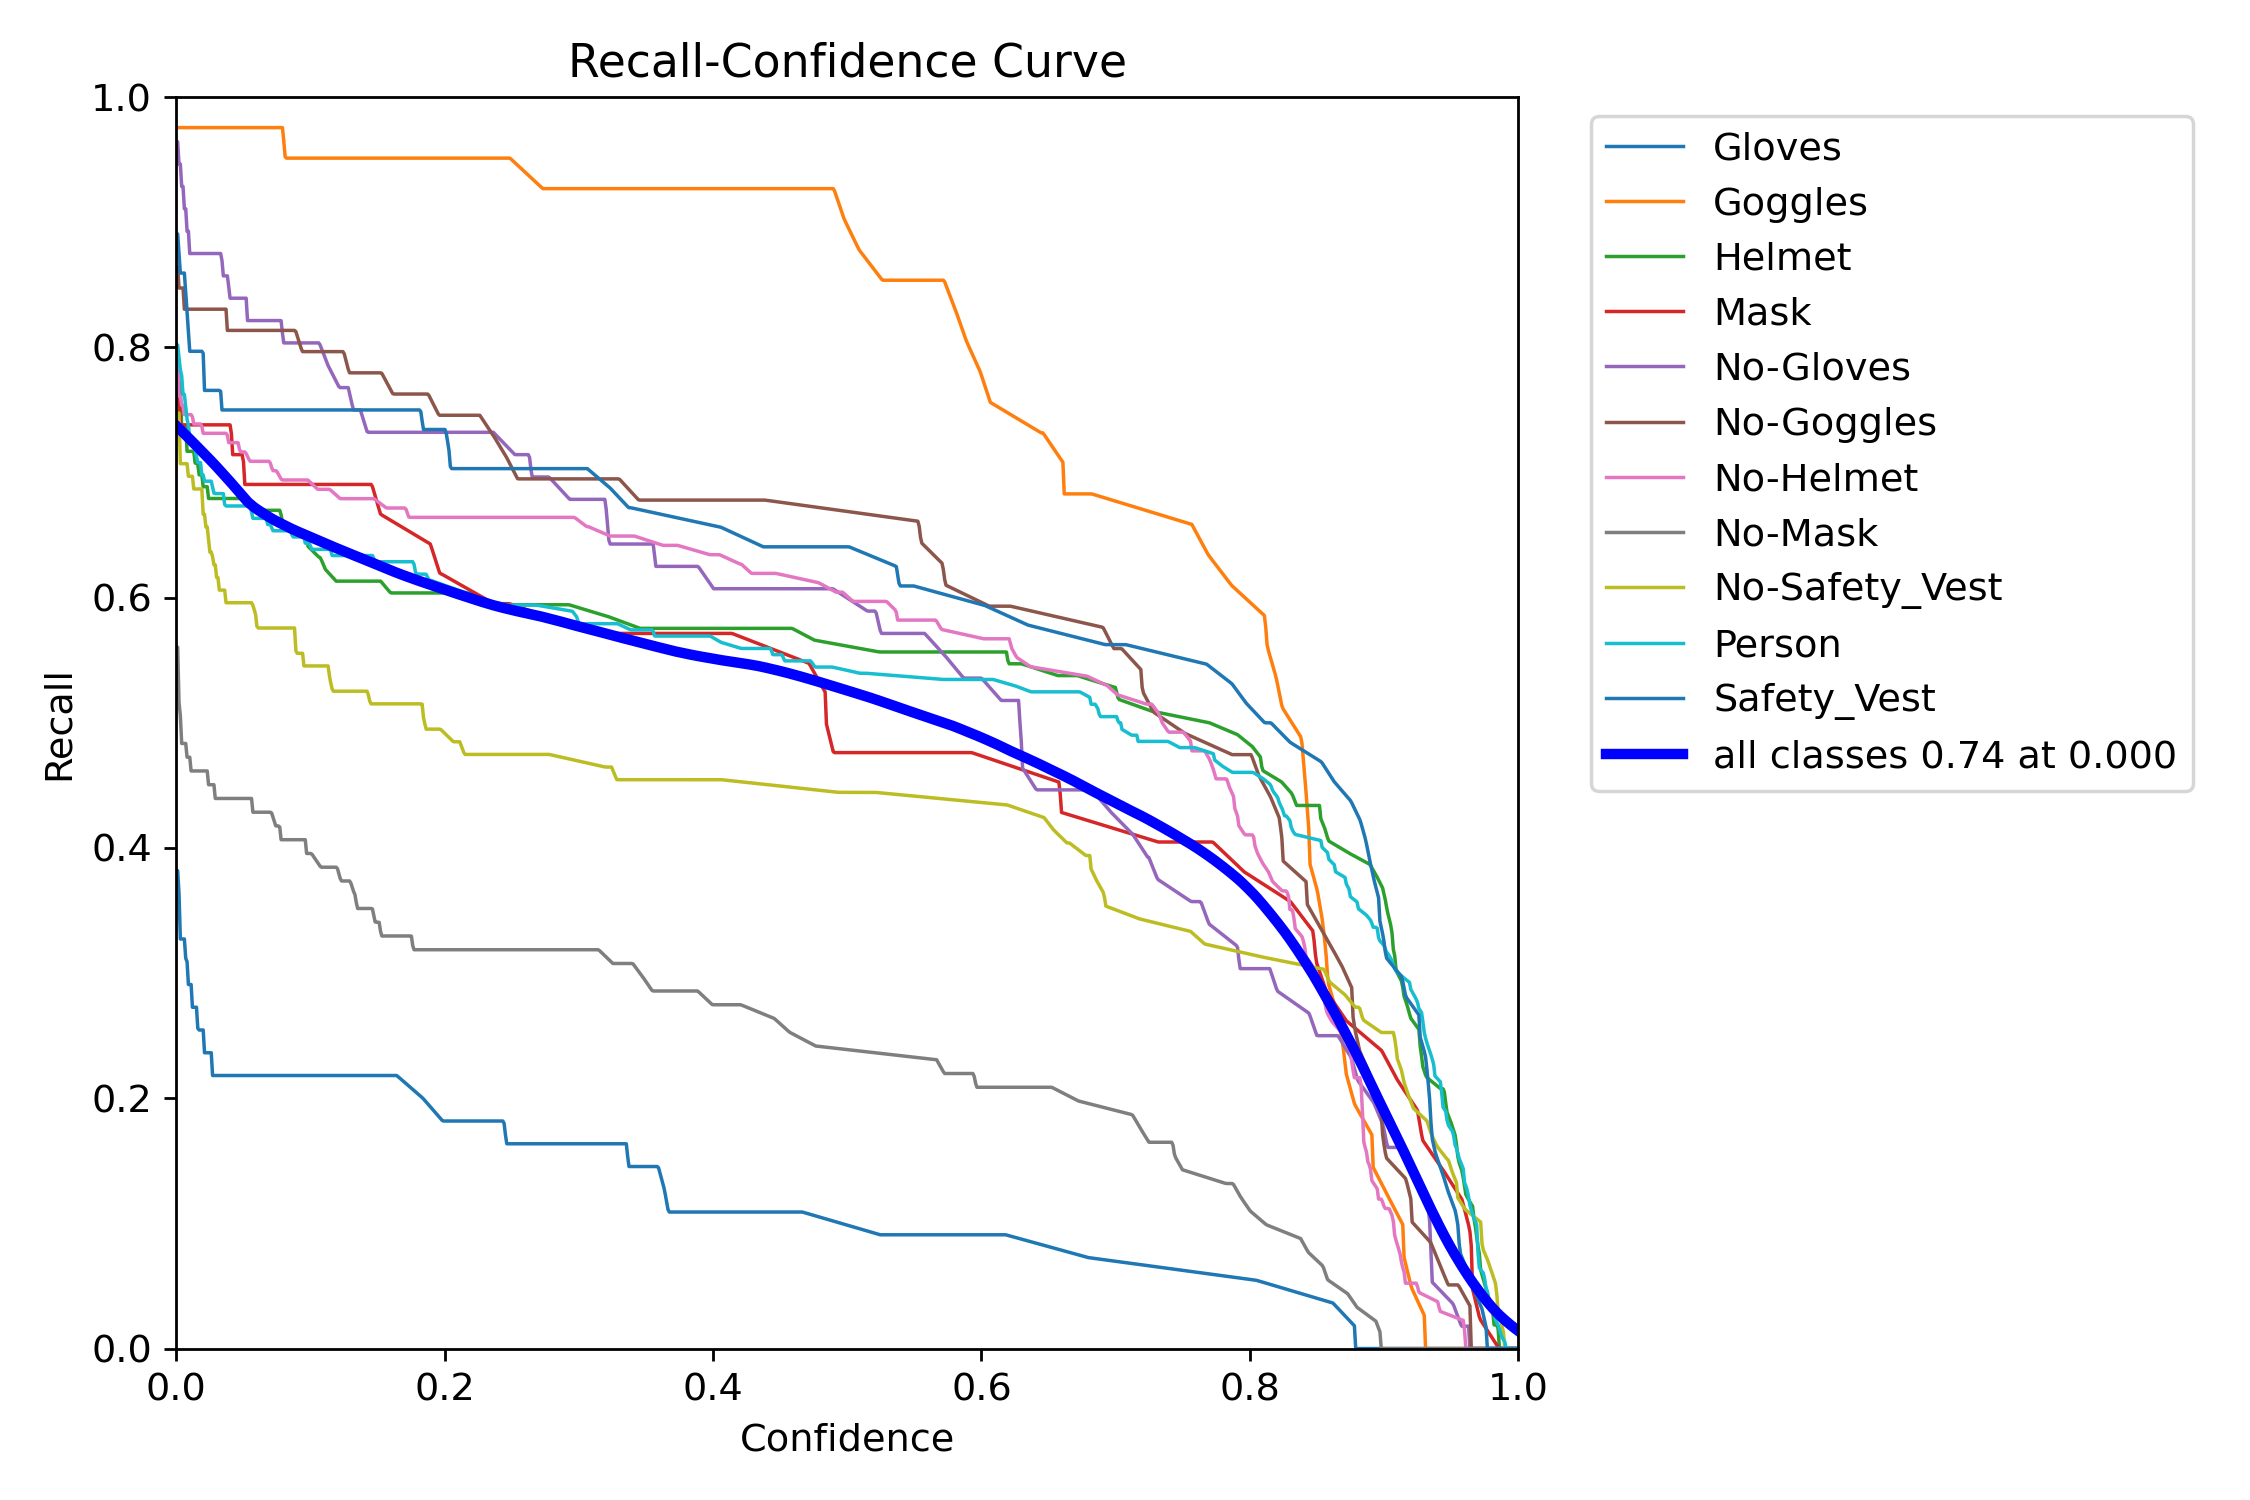 Recall-Confidence Curve
1.0
0.8
0.6
0.4
0.2
0.0
Recall
0.0 0.2 0.4 0.6 0.8 1.0
Confidence
Gloves
Goggles
Helmet
Mask
No-Gloves
No-Goggles
No-Helmet
No-Mask
No-Safety_Vest
Person
Safety_Vest
all classes 0.74 at 0.000